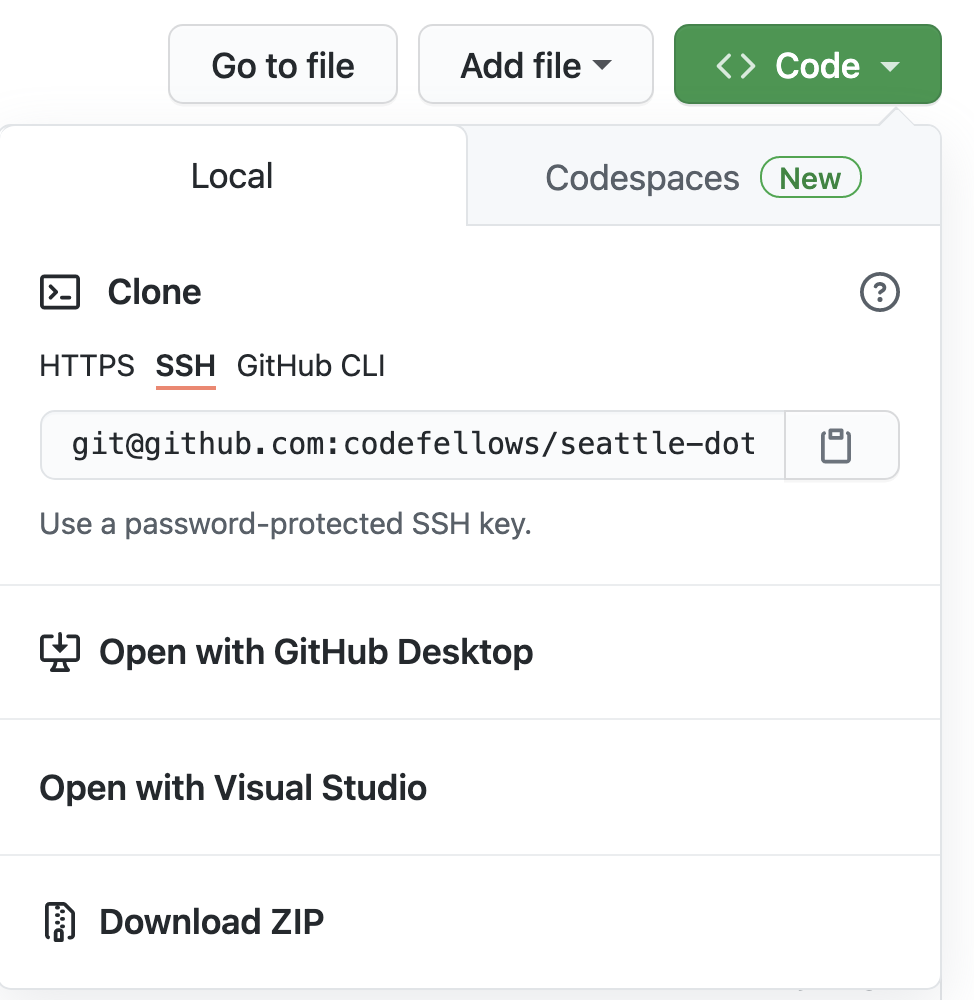 Go to file Add file Code
Local Codespaces New
Clone
HTTPS SSH GitHub CLI
git@github.com:codefellows/seattle-dot
Use a password-protected SSH key.
Open with GitHub Desktop
Open with Visual Studio
Download ZIP